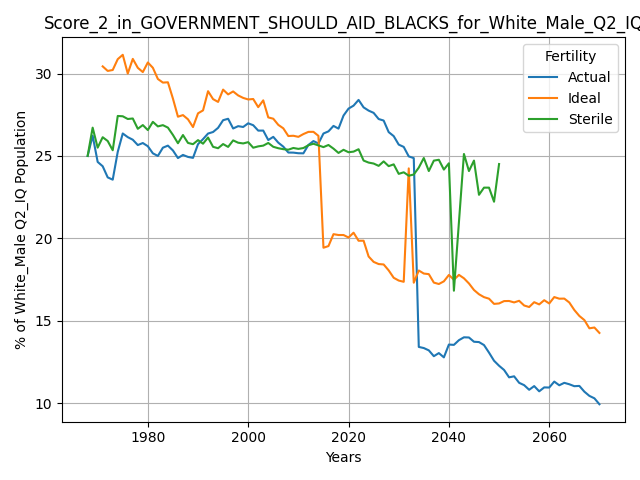 Score_2_in_GOVERNMENT_SHOULD_AID_BLACKS_for_White_Male_Q2_IQ
Fertility
Actual
Ideal
Sterile
% of White_Male Q2_IQ Population
30
25
20
15
10
1980 2000 2020 2040 2060
Years